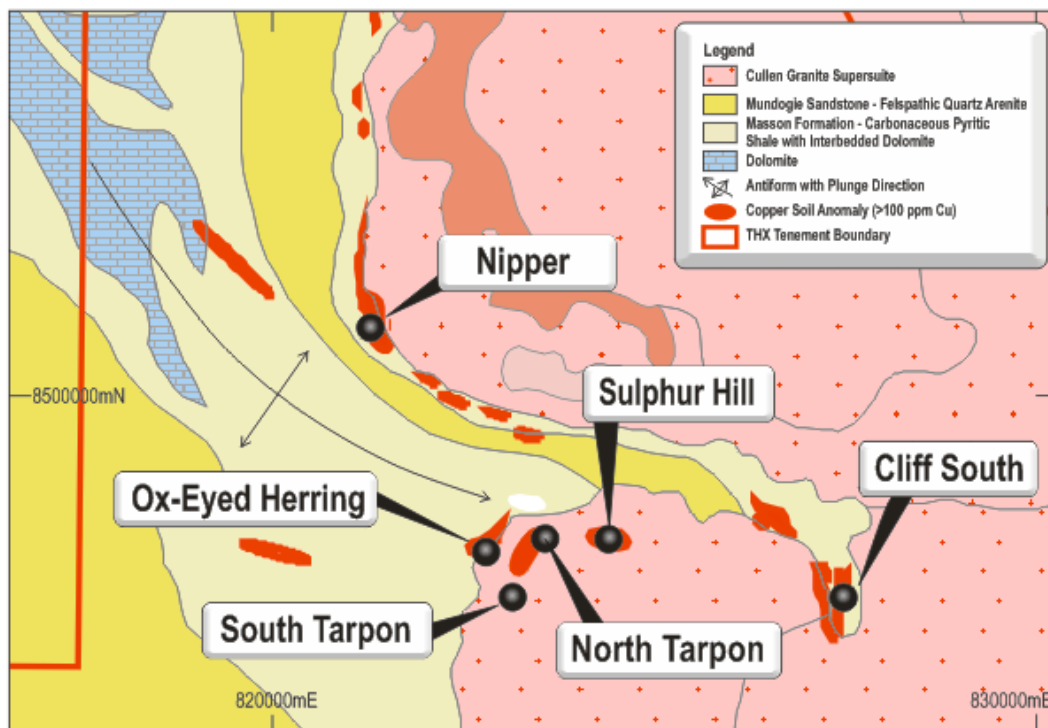 Legend
Cullen Granite Supersuite
Mundogie Sandstone - Felspathic Quartz Arenite
Masson Formation - Carbonaceous Pyritic
Shale with Interbedded Dolomite
Dolomite
Antiform with Plunge Direction
Copper Soil Anomaly (>100 ppm Cu)
THX Tenement Boundary
Nipper
8500000mN
Sulphur Hill
Cliff South
Ox-Eyed Herring
South Tarpon
North Tarpon
820000mE
830000mE